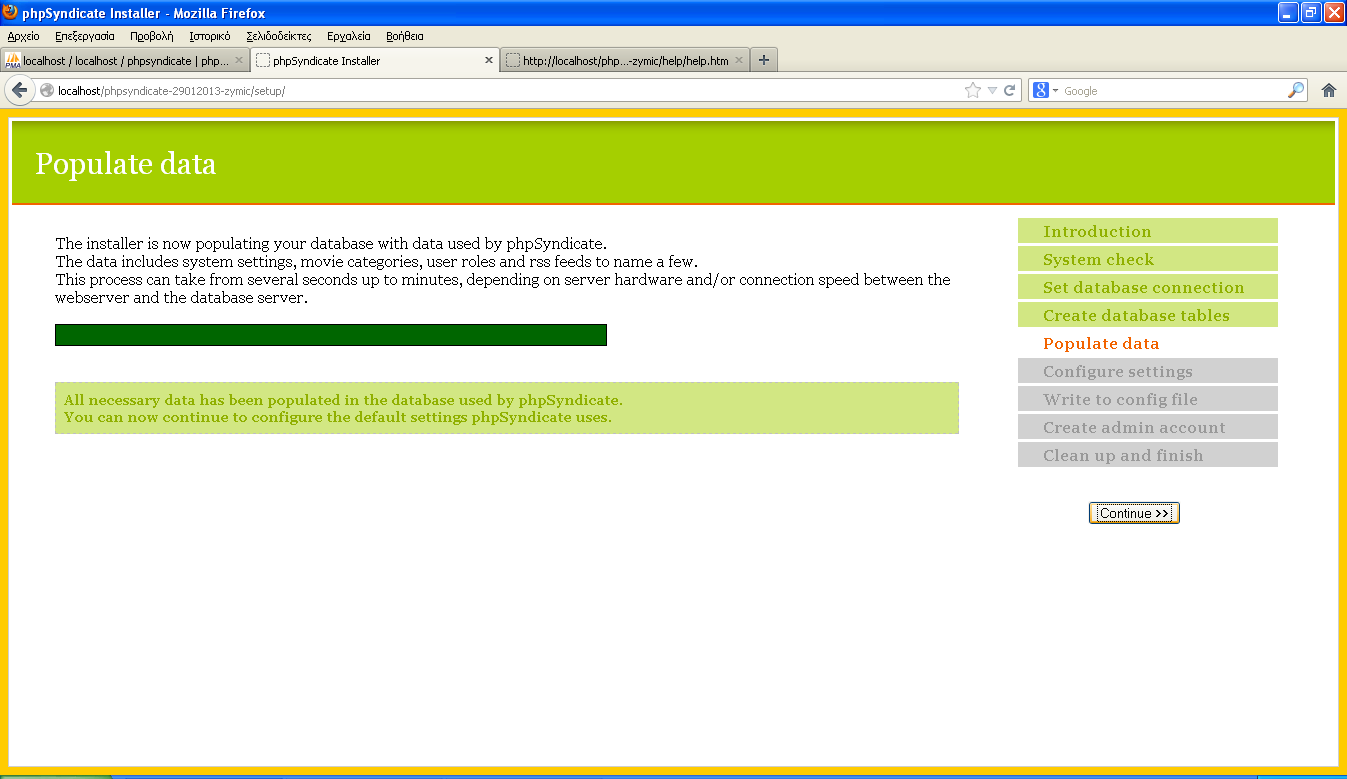 phpSyndicate Installer - Mozilla Firefox
Αρχείο Επεξεργασία Προβολή Ιστορικό Σελιδοδείκτες Εργαλεία Βοήθεια
PMA localhost / localhost / phpsyndicate | php... phpSyndicate Installer http://localhost/php...-zymic/help/help.htm
localhost/phpsyndicate-29012013-zymic/setup/ 8 Google
Populate data
The installer is now populating your database with data used by phpSyndicate.
The data includes system settings, movie categories, user roles and rss feeds to name a few.
This process can take from several seconds up to minutes, depending on server hardware and/or connection speed between the
webserver and the database server.
All necessary data has been populated in the database used by phpSyndicate.
You can now continue to configure the default settings phpSyndicate uses.
Introduction
System check
Set database connection
Create database tables
Populate data
Configure settings
Write to config file
Create admin account
Clean up and finish
Continue >>